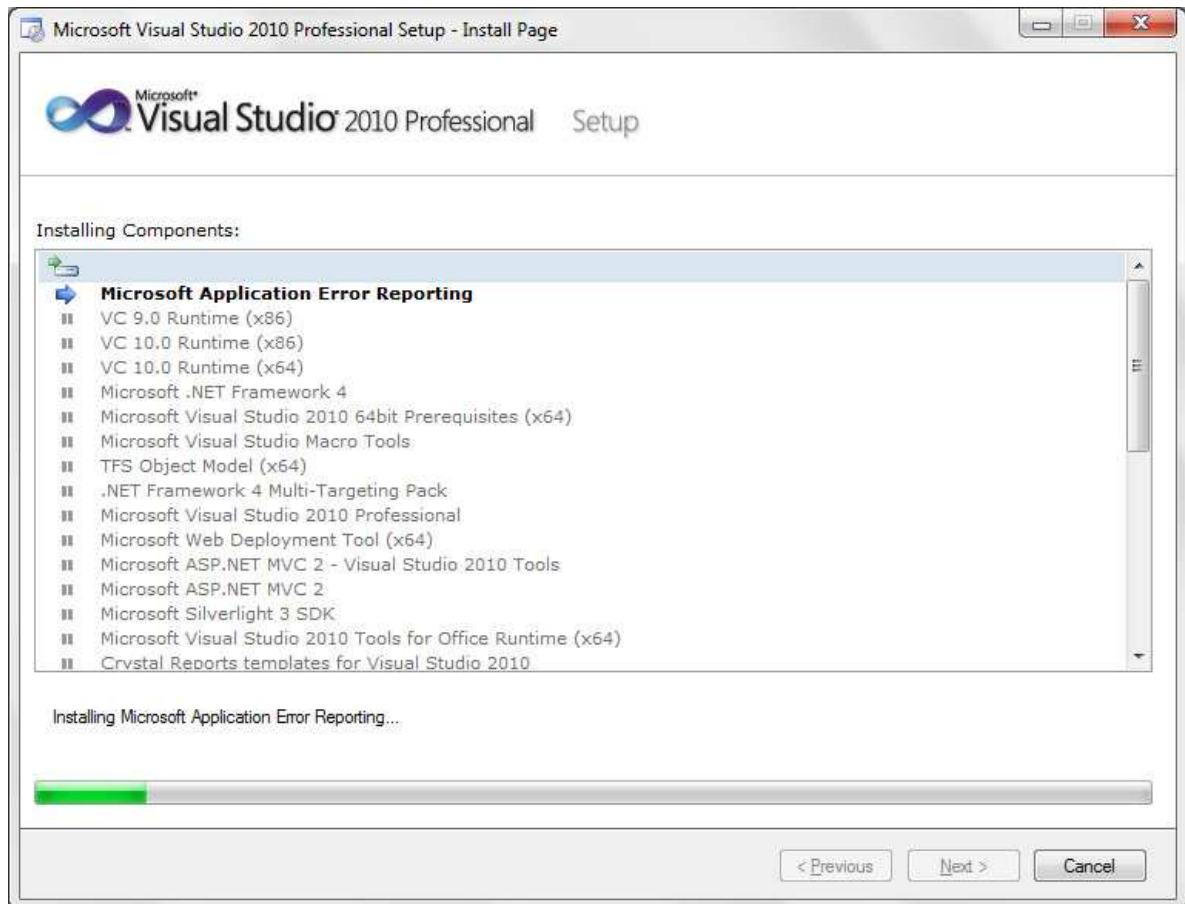 Microsoft Visual Studio 2010 Professional Setup - Install Page
Microsoft®
Visual Studio® 2010 Professional Setup
Installing Components:
Microsoft Application Error Reporting
VC 9.0 Runtime (x86)
VC 10.0 Runtime (x86)
VC 10.0 Runtime (x64)
Microsoft .NET Framework 4
Microsoft Visual Studio 2010 64bit Prerequisites (x64)
Microsoft Visual Studio Macro Tools
TFS Object Model (x64)
.NET Framework 4 Multi-Targeting Pack
Microsoft Visual Studio 2010 Professional
Microsoft Web Deployment Tool (x64)
Microsoft ASP.NET MVC 2 - Visual Studio 2010 Tools
Microsoft ASP.NET MVC 2
Microsoft Silverlight 3 SDK
Microsoft Visual Studio 2010 Tools for Office Runtime (x64)
Crystal Reports templates for Visual Studio 2010
Installing Microsoft Application Error Reporting...
< Previous Next > Cancel